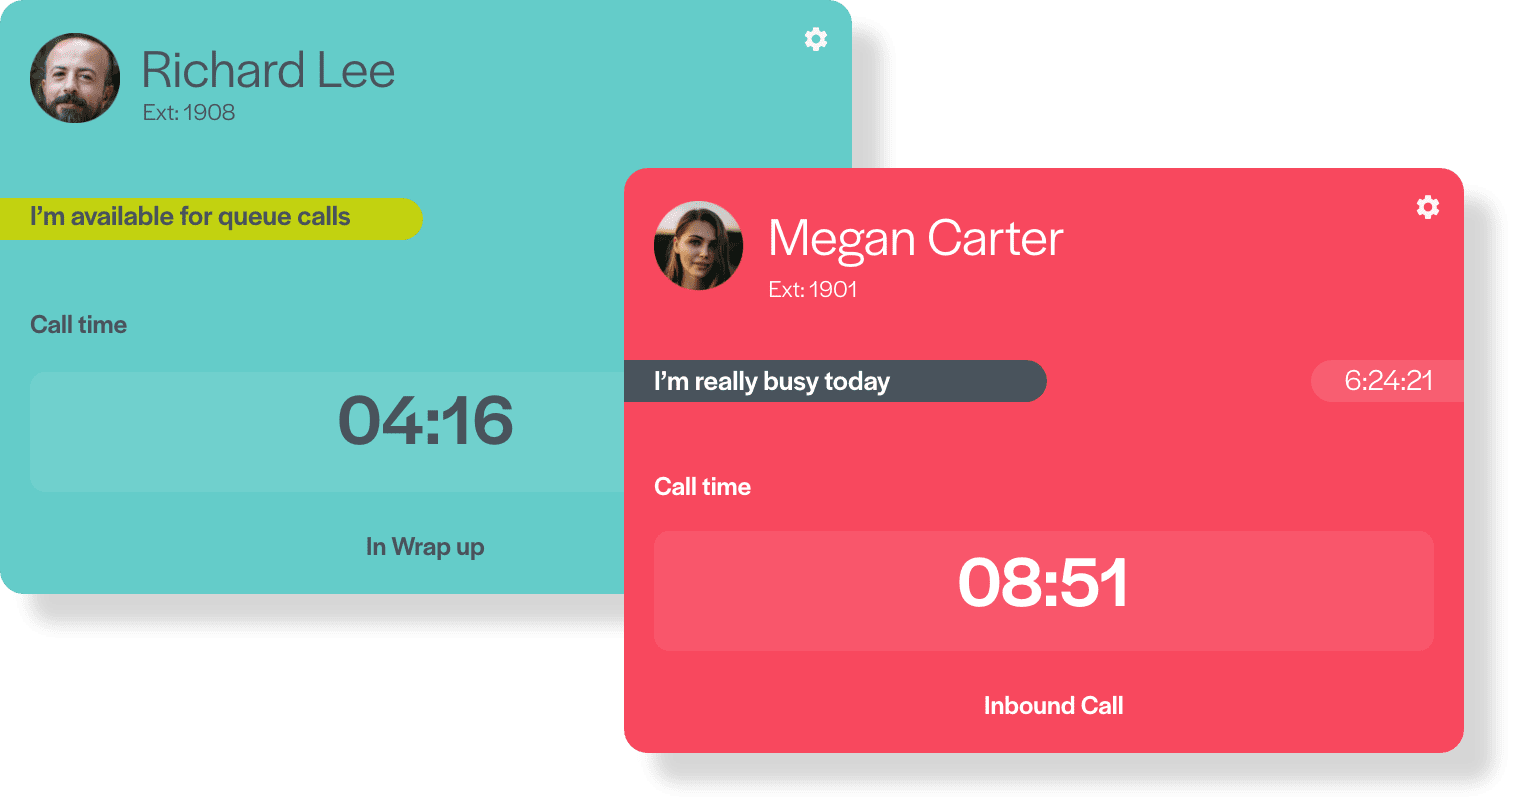 Richard Lee
Ext: 1908
I’m available for queue calls
Call time
04:16
In Wrap up
Megan Carter
Ext: 1901
I’m really busy today
6:24:21
Call time
08:51
Inbound Call